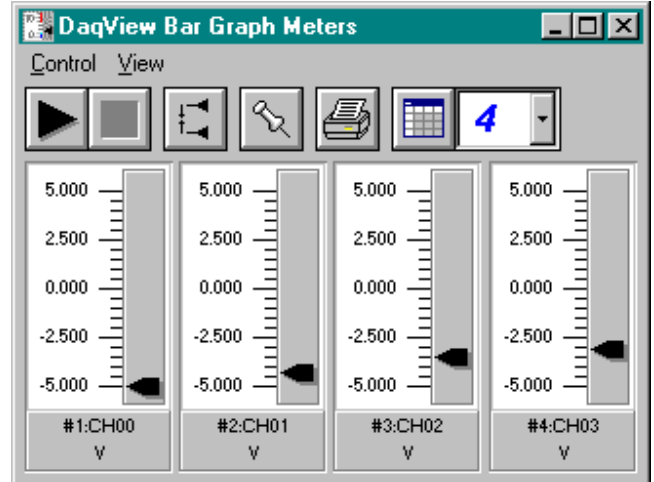 DaqView Bar Graph Meters
Control View
4
5.000 5.000 5.000 5.000
2.500 2.500 2.500 2.500
0.000 0.000 0.000 0.000
-2.500 -2.500 -2.500 -2.500
-5.000 -5.000 -5.000 -5.000
#1:CH00 #2:CH01 #3:CH02 #4:CH03
V V V V